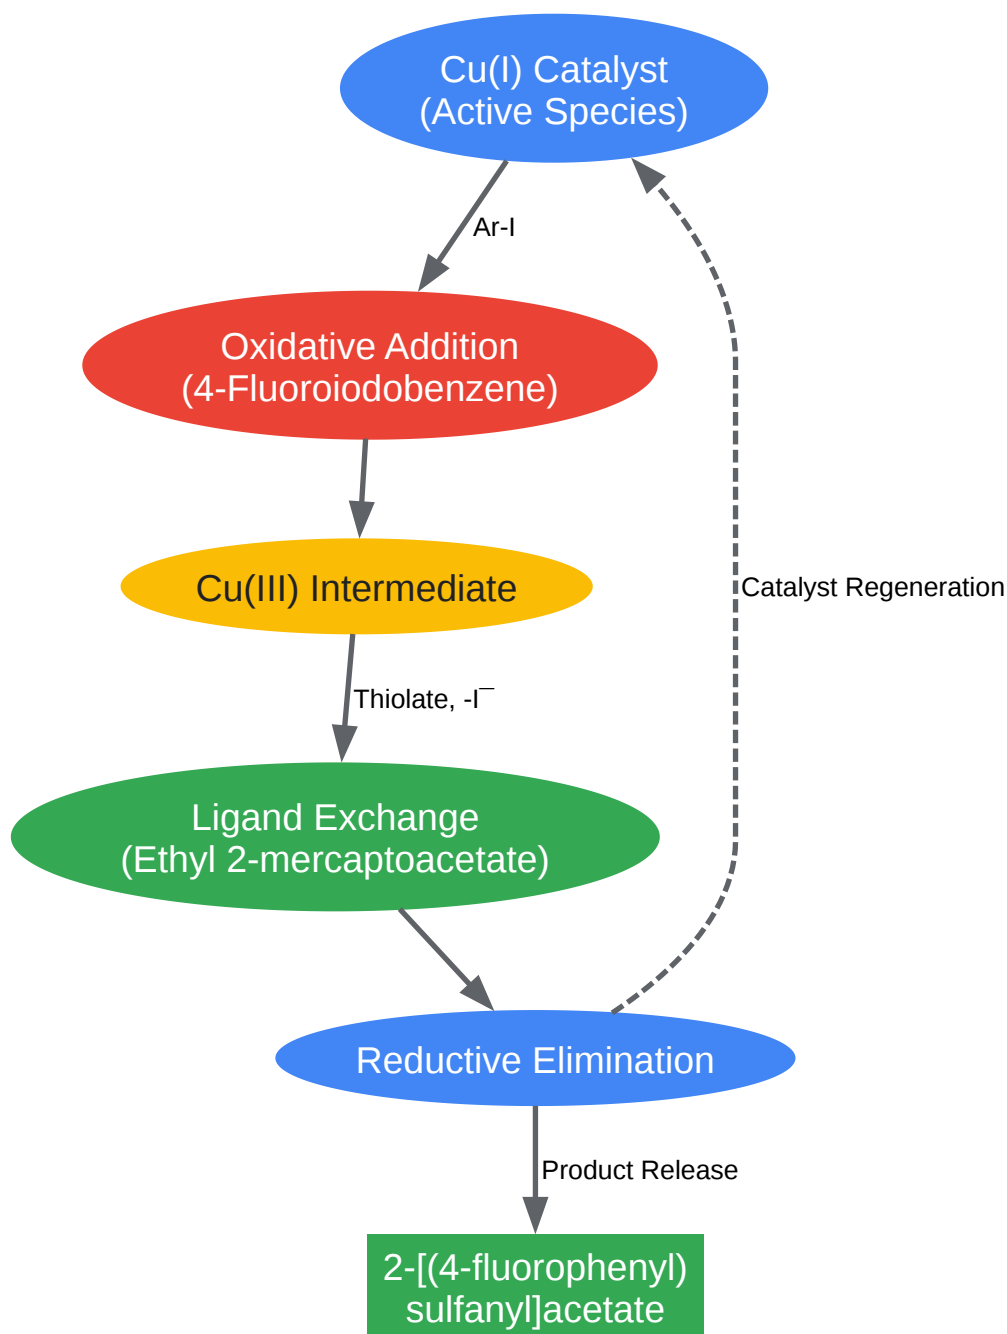 Cu(I) Catalyst
(Active Species)
Ar-I
Oxidative Addition
(4-Fluoroiodobenzene)
Cu(III) Intermediate
Catalyst Regeneration
Thiolate, -I¯
Ligand Exchange
(Ethyl 2-mercaptoacetate)
Reductive Elimination
Product Release
2-[(4-fluorophenyl)
sulfanyl]acetate